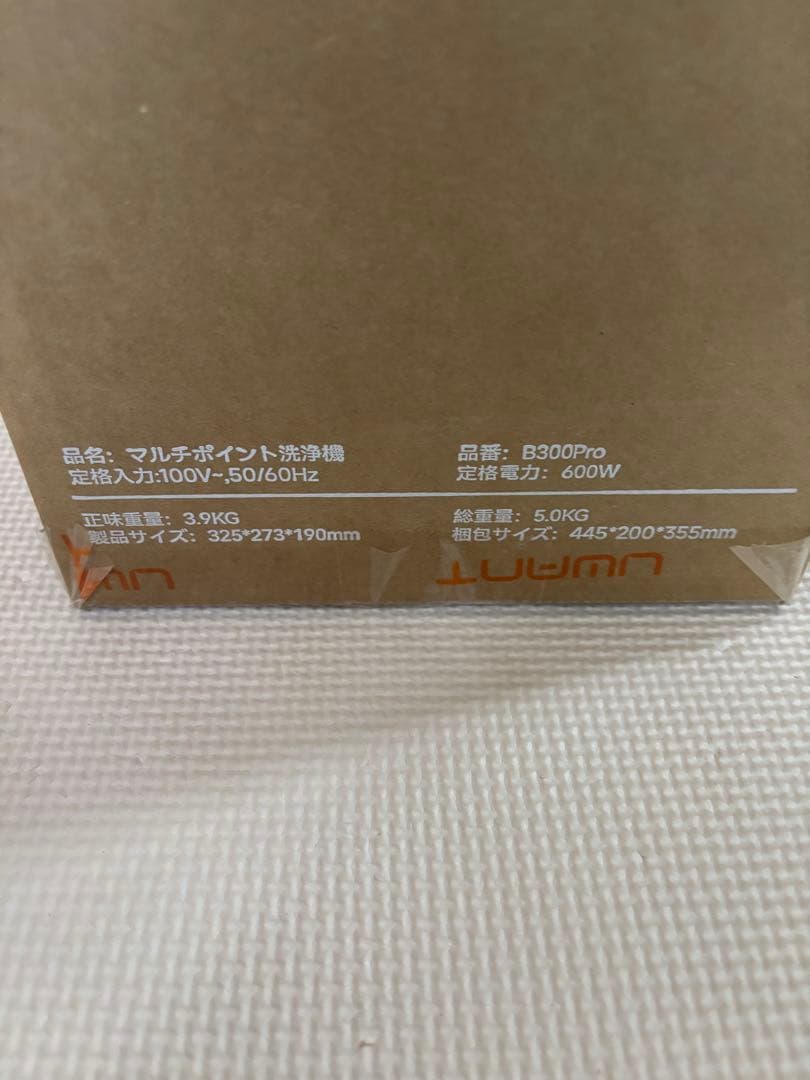 品名: マルチポイント洗浄機
品番: B300Pro
定格入力:100V~,50/60Hz
定格電力: 600W
正味重量: 3.9KG
総重量: 5.0KG
製品サイズ: 325*273*190mm
梱包サイズ: 445*200*355mm
UWANT